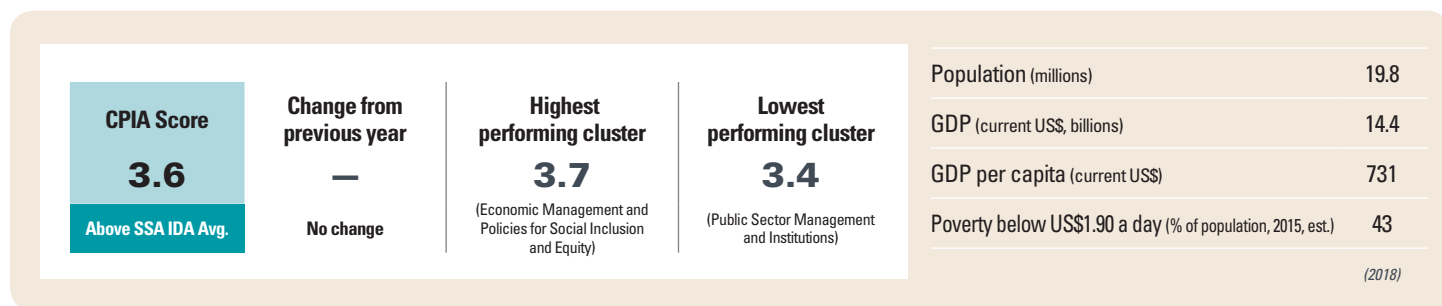 CPIA Score
3.6
Above SSA IDA Avg.
Change from
previous year
—
No change
Highest
performing cluster
3.7
(Economic Management and
Policies for Social Inclusion
and Equity)
Lowest
performing cluster
3.4
(Public Sector Management
and Institutions)
Population (millions) 19.8
GDP (current US$, billions) 14.4
GDP per capita (current US$) 731
Poverty below US$1.90 a day (% of population, 2015, est.) 43
(2018)